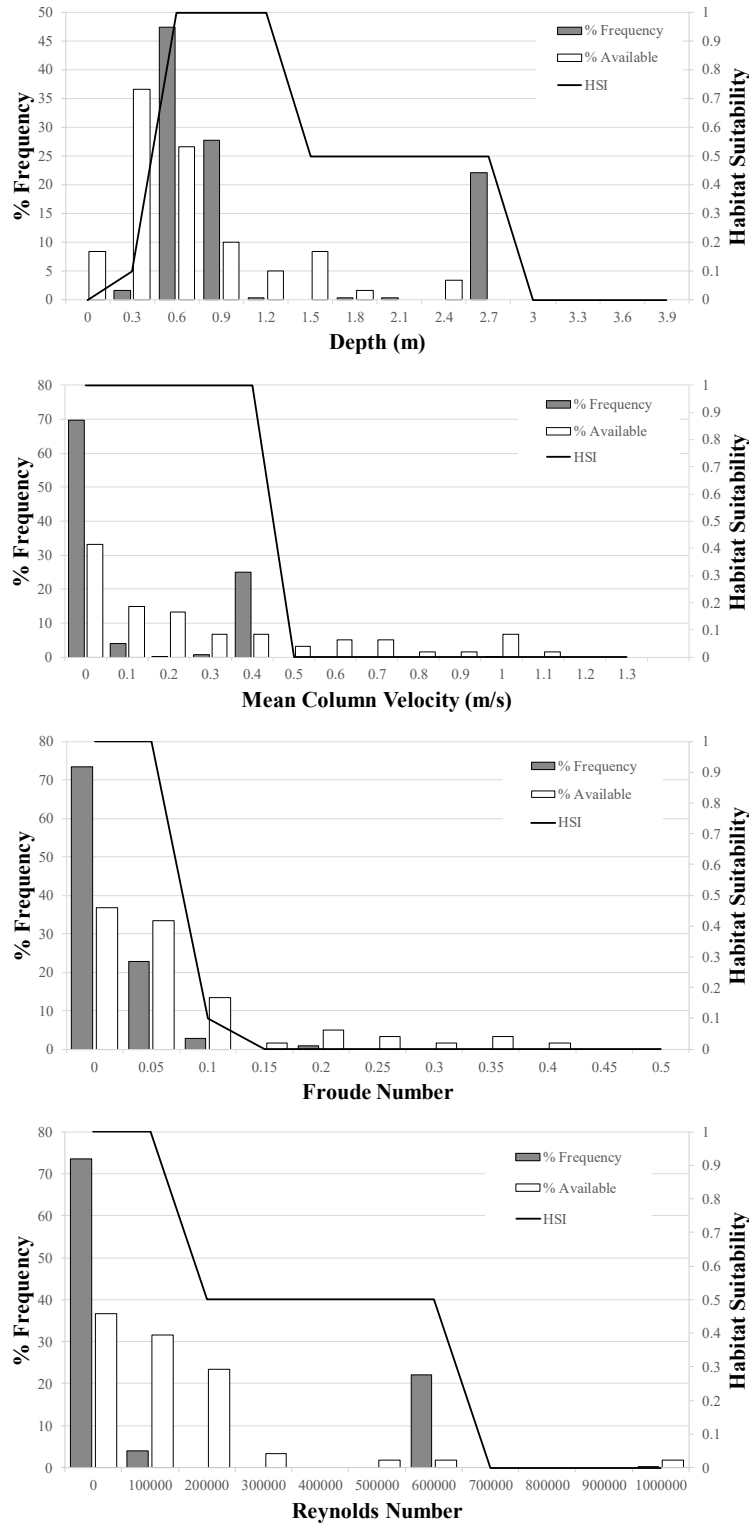 50
45
40
35
30
25
20
15
10
5
0
% Frequency
1
0.9
0.8
0.7
0.6
0.5
0.4
0.3
0.2
0.1
0
Habitat Suitability
% Frequency
% Available
HSI
0 0.3 0.6 0.9 1.2 1.5 1.8 2.1 2.4 2.7 3 3.3 3.6 3.9
Depth (m)
80
70
60
50
40
30
20
10
0
% Frequency
1
0.9
0.8
0.7
0.6
0.5
0.4
0.3
0.2
0.1
0
Habitat Suitability
% Frequency
% Available
HSI
0 0.1 0.2 0.3 0.4 0.5 0.6 0.7 0.8 0.9 1 1.1 1.2 1.3
Mean Column Velocity (m/s)
80
70
60
50
40
30
20
10
0
% Frequency
1
0.9
0.8
0.7
0.6
0.5
0.4
0.3
0.2
0.1
0
Habitat Suitability
% Frequency
% Available
HSI
0 0.05 0.1 0.15 0.2 0.25 0.3 0.35 0.4 0.45 0.5
Froude Number
80
70
60
50
40
30
20
10
0
% Frequency
1
0.9
0.8
0.7
0.6
0.5
0.4
0.3
0.2
0.1
0
Habitat Suitability
% Frequency
% Available
HSI
0 100000 200000 300000 400000 500000 600000 700000 800000 900000 1000000
Reynolds Number